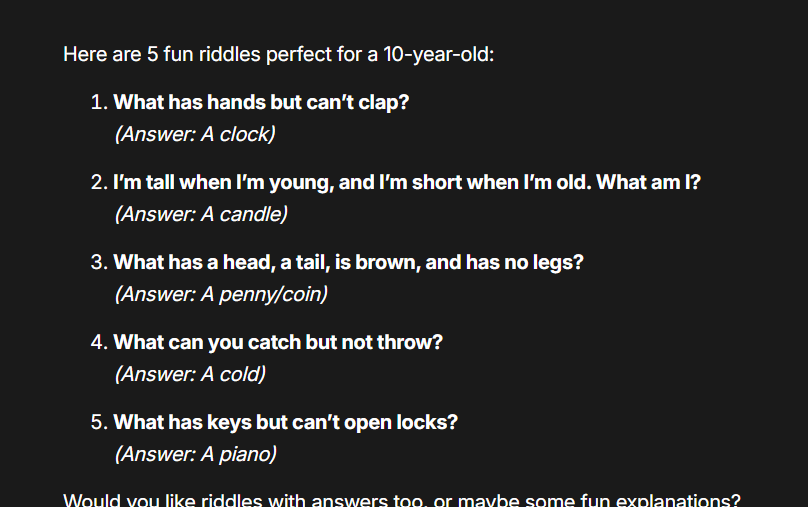 Here are 5 fun riddles perfect for a 10-year-old:
1. What has hands but can’t clap?
(Answer: A clock)
2. I’m tall when I’m young, and I’m short when I’m old. What am I?
(Answer: A candle)
3. What has a head, a tail, is brown, and has no legs?
(Answer: A penny/coin)
4. What can you catch but not throw?
(Answer: A cold)
5. What has keys but can’t open locks?
(Answer: A piano)
Would you like riddles with answers too, or maybe some fun explanations?